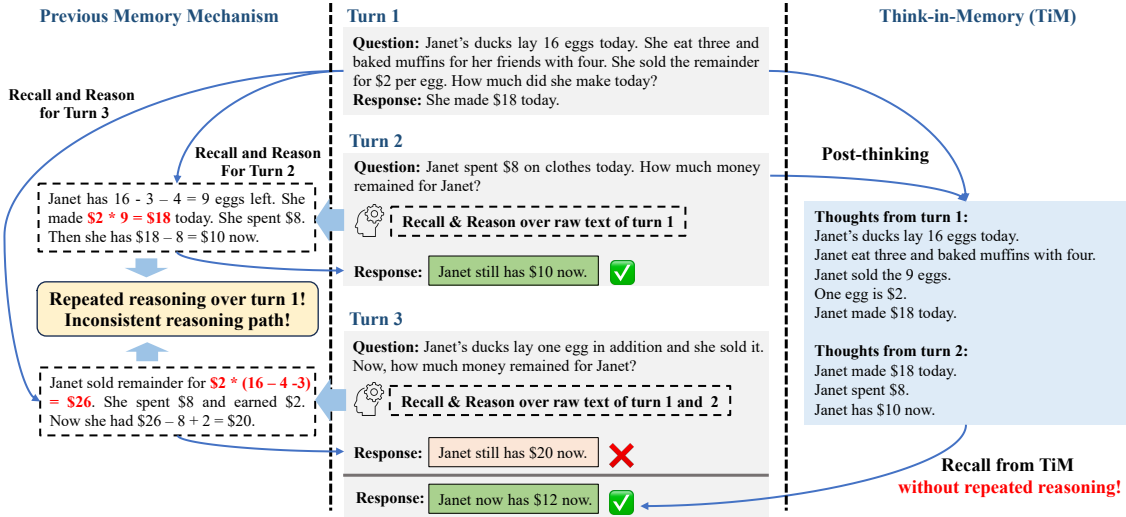 Previous Memory Mechanism
Recall and Reason
for Turn 3
Recall and Reason
For Turn 2
Janet has 16 - 3 – 4 = 9 eggs left. She
made $2 * 9 = $18 today. She spent $8.
Then she has $18 – 8 = $10 now.
Repeated reasoning over turn 1!
Inconsistent reasoning path!
Janet sold remainder for $2 * (16 – 4 -3)
= $26. She spent $8 and earned $2.
Now she had $26 – 8 + 2 = $20.
Turn 1
Question: Janet's ducks lay 16 eggs today. She eat three and
baked muffins for her friends with four. She sold the remainder
for $2 per egg. How much did she make today?
Response: She made $18 today.
Turn 2
Question: Janet spent $8 on clothes today. How much money
remained for Janet?
Recall & Reason over raw text of turn 1
Response: Janet still has $10 now.
Turn 3
Question: Janet's ducks lay one egg in addition and she sold it.
Now, how much money remained for Janet?
Recall & Reason over raw text of turn 1 and 2
Response: Janet still has $20 now.
Response: Janet now has $12 now.
Think-in-Memory (TiM)
Post-thinking
Thoughts from turn 1:
Janet's ducks lay 16 eggs today.
Janet eat three and baked muffins with four.
Janet sold the 9 eggs.
One egg is $2.
Janet made $18 today.
Thoughts from turn 2:
Janet made $18 today.
Janet spent $8.
Janet has $10 now.
Recall from TiM
without repeated reasoning!